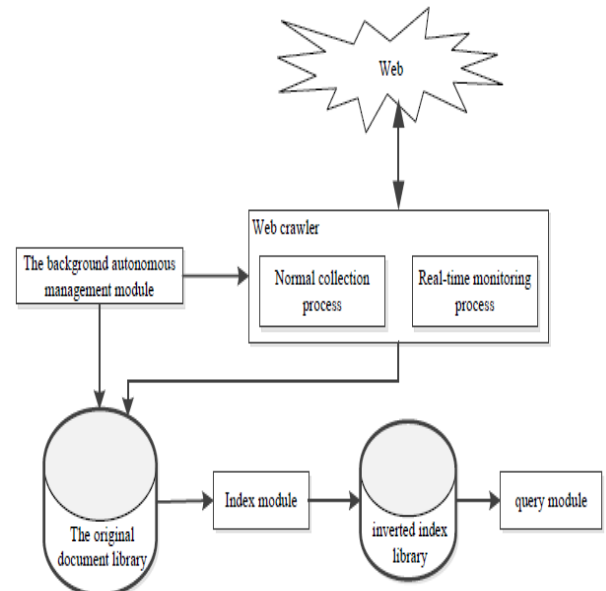 Web
Web crawler
The background autonomous
management module
Normal collection
process
Real-time monitoring
process
The original
document library
Index module
inverted index
library
query module